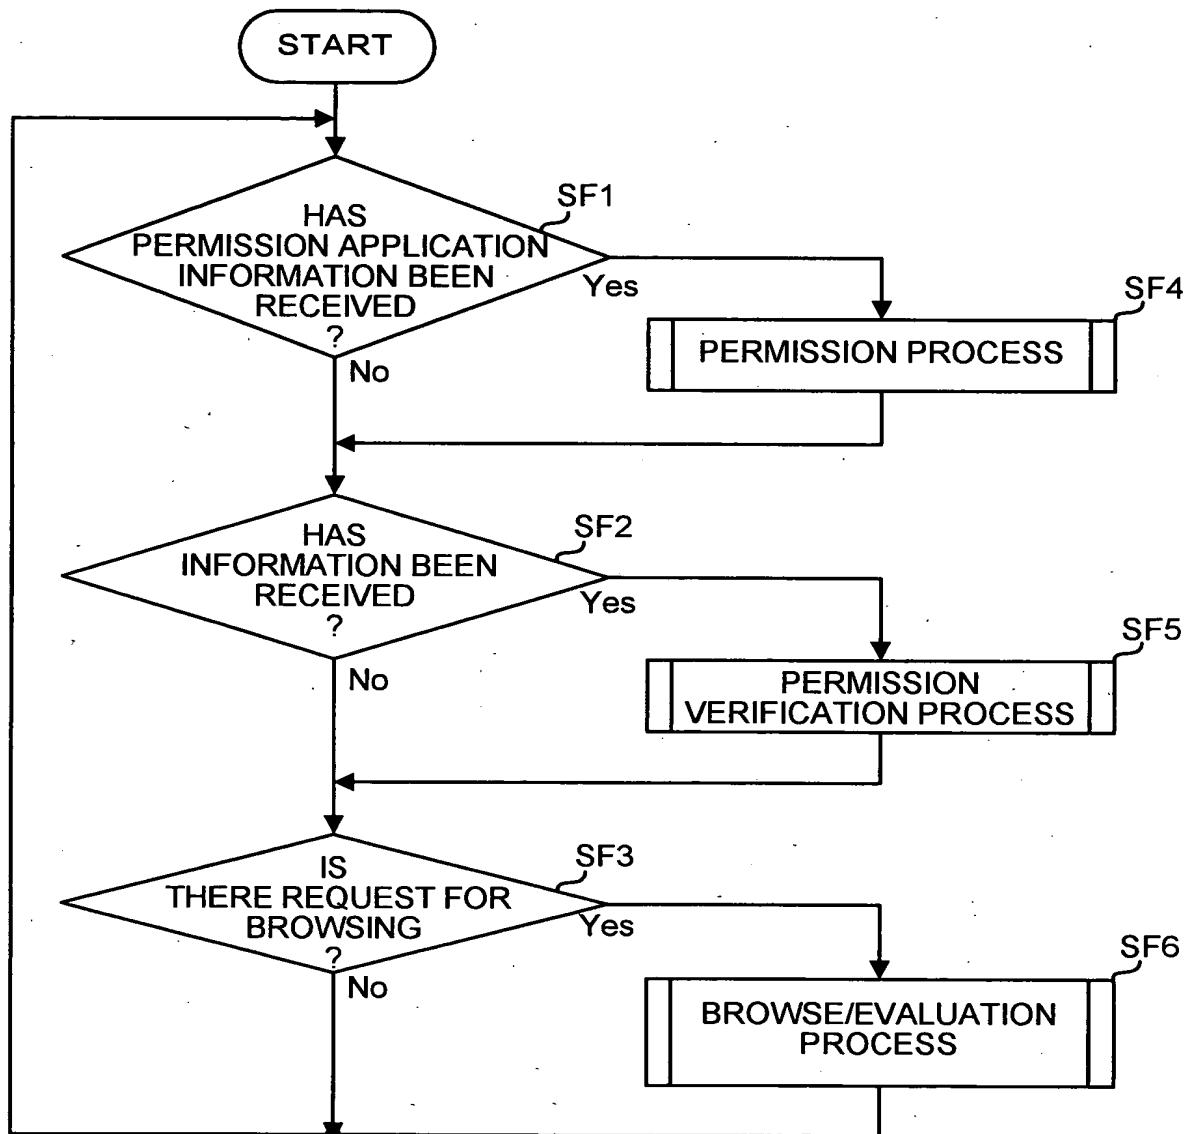 START
SF1
HAS
PERMISSION APPLICATION
INFORMATION BEEN
RECEIVED
?
Yes
No
SF4
PERMISSION PROCESS
SF2
HAS
INFORMATION BEEN
RECEIVED
?
Yes
No
SF5
PERMISSION
VERIFICATION PROCESS
SF3
IS
THERE REQUEST FOR
BROWSING
?
Yes
No
SF6
BROWSE/EVALUATION
PROCESS